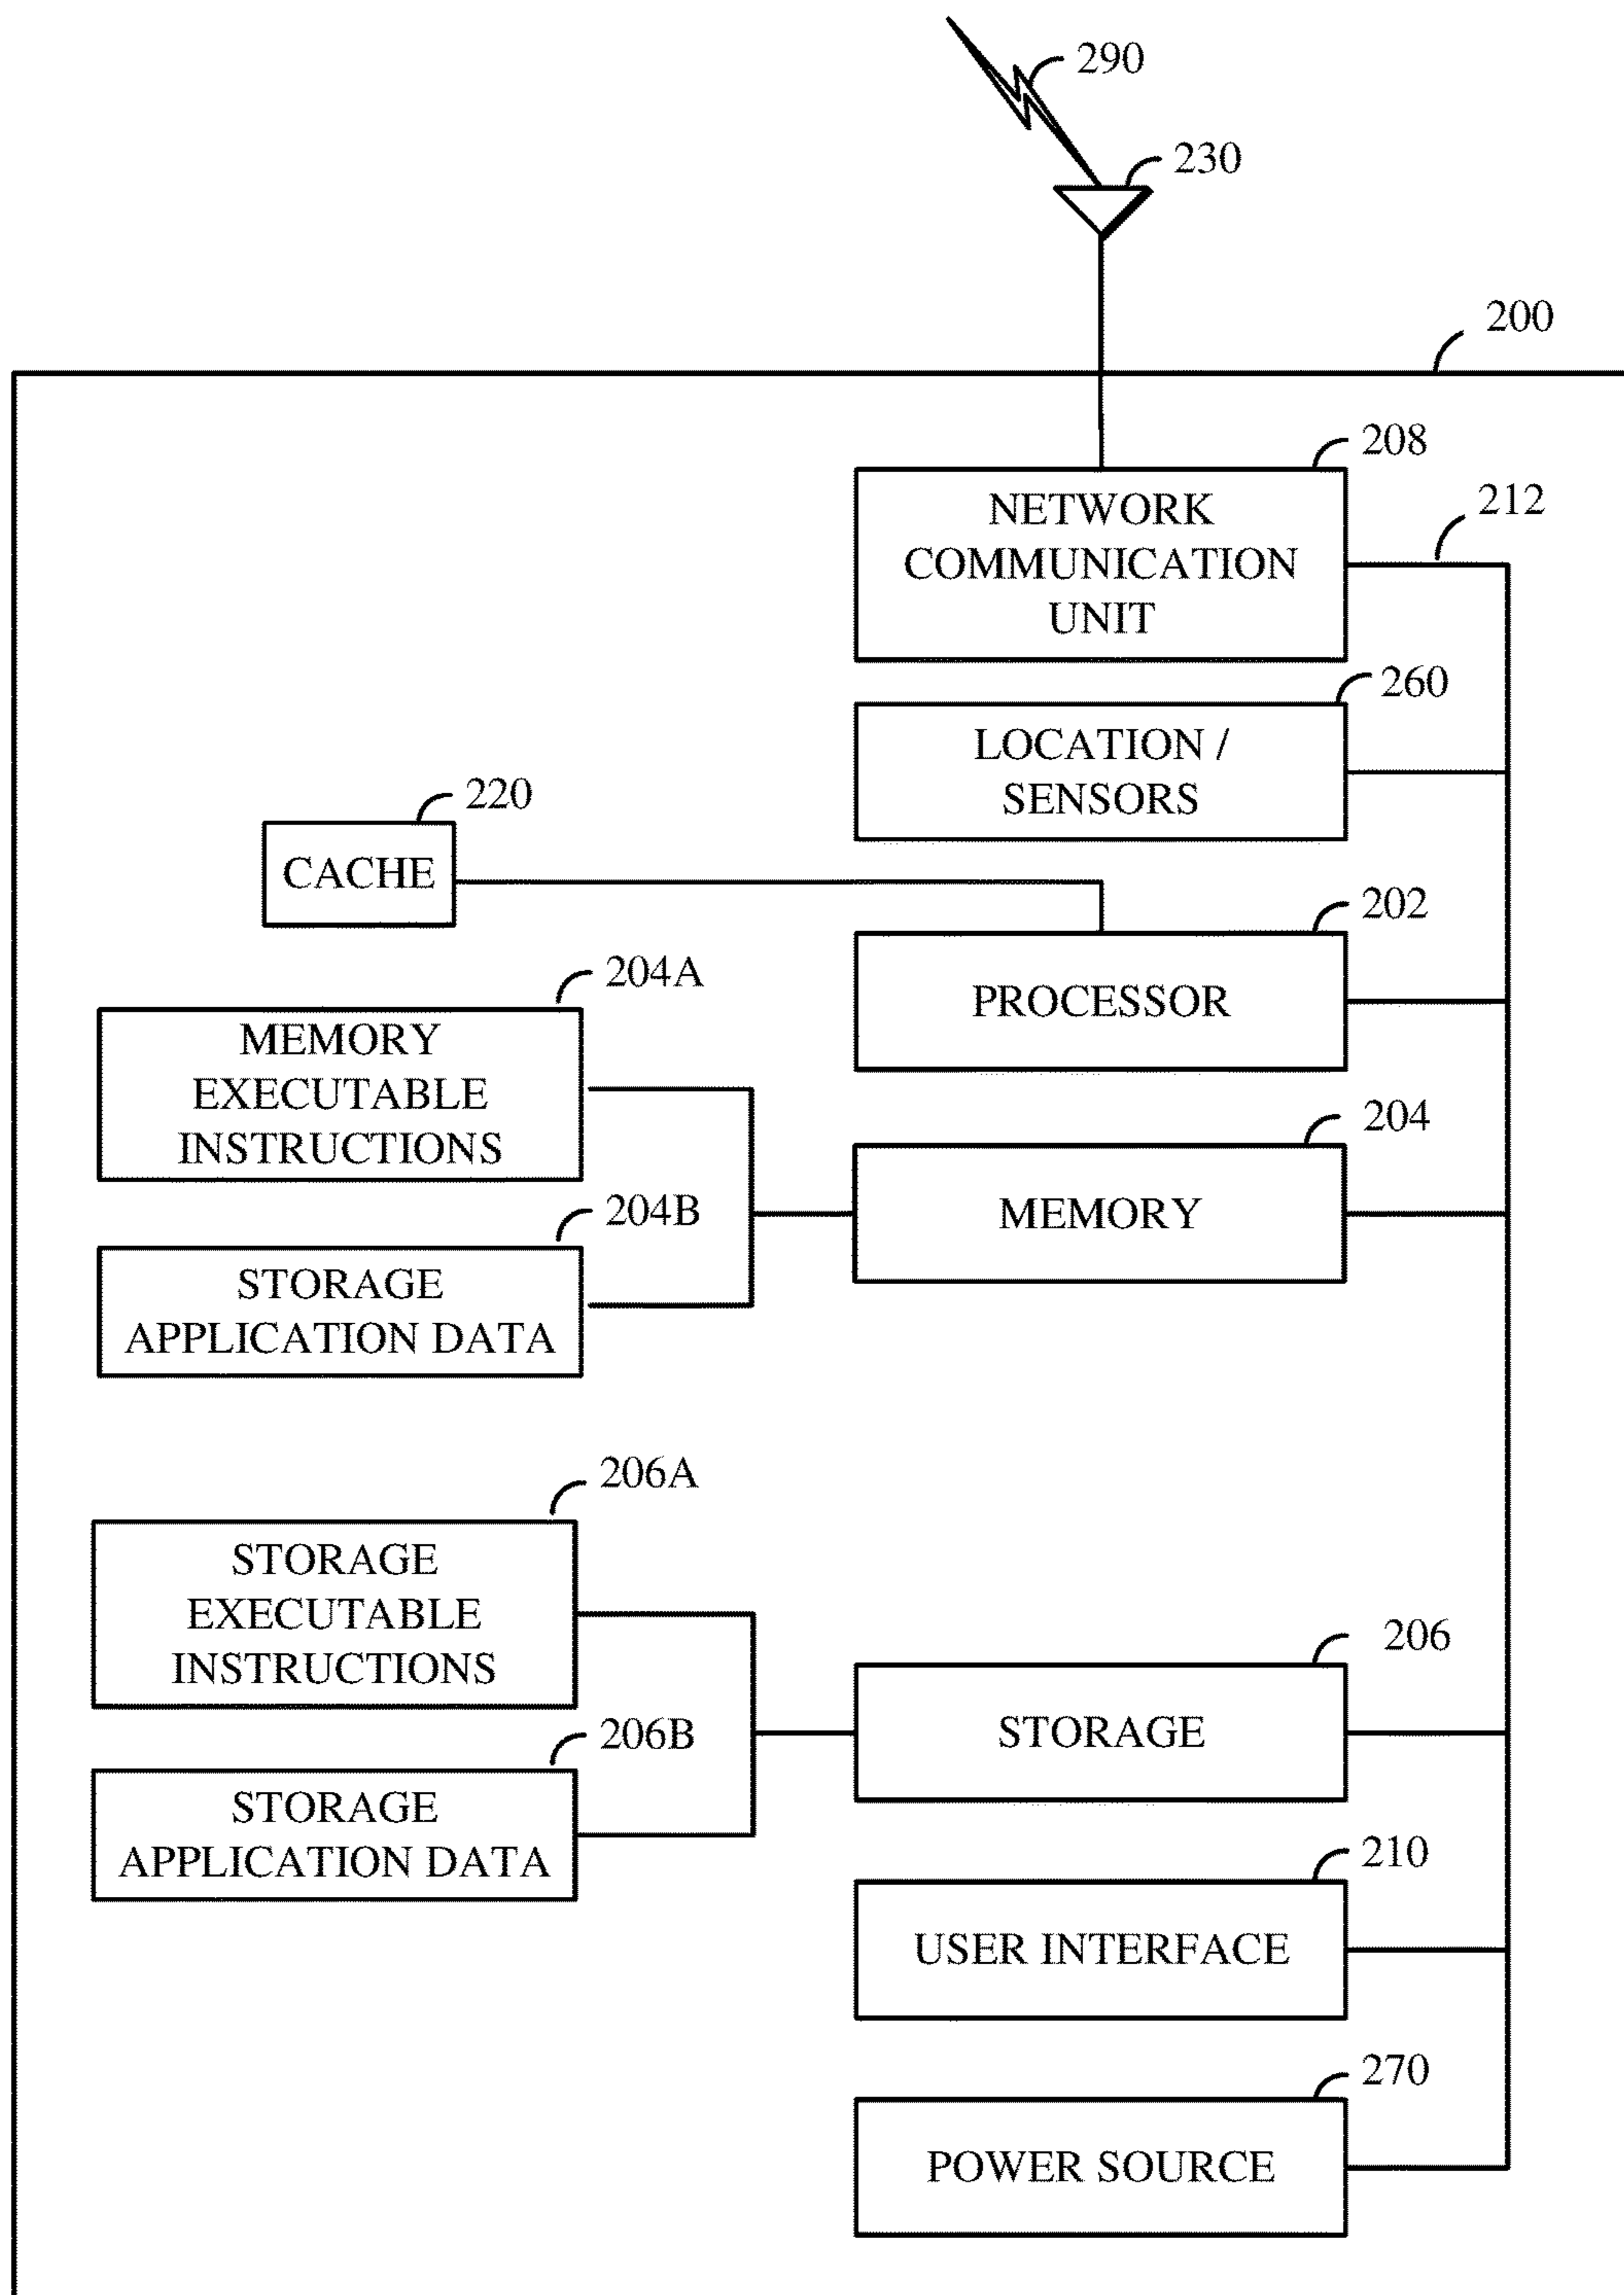 290
230
200
208
NETWORK
COMMUNICATION
UNIT
212
260
LOCATION /
SENSORS
220
CACHE
202
PROCESSOR
204A
MEMORY
EXECUTABLE
INSTRUCTIONS
204
MEMORY
204B
STORAGE
APPLICATION DATA
206A
STORAGE
EXECUTABLE
INSTRUCTIONS
206
STORAGE
206B
STORAGE
APPLICATION DATA
210
USER INTERFACE
270
POWER SOURCE